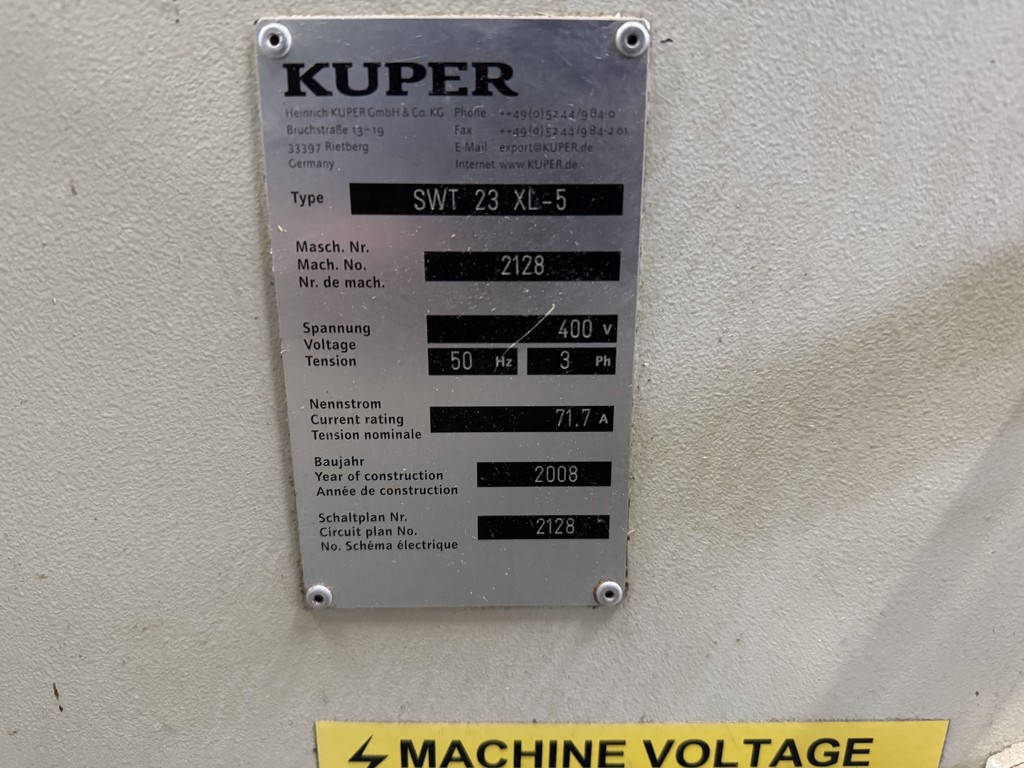 KUPER
Heinrich KUPER GmbH & Co. KG Phone ++49(0)5244/984-0
Bruchstraße 13-19 Fax ++49(0)5244/984-201
33397 Rietberg E-Mail export@KUPER.de
Germany Internet www.KUPER.de
Type SWT 23 XL-5
Masch. Nr.
Mach. No. 2128
Nr. de mach.
Spannung 400 V
Voltage
Tension 50 Hz 3 Ph
Nennstrom
Current rating 71.7 A
Tension nominale
Baujahr
Year of construction 2008
Année de construction
Schaltplan Nr.
Circuit plan No. 2128
No. Schéma électrique
MACHINE VOLTAGE